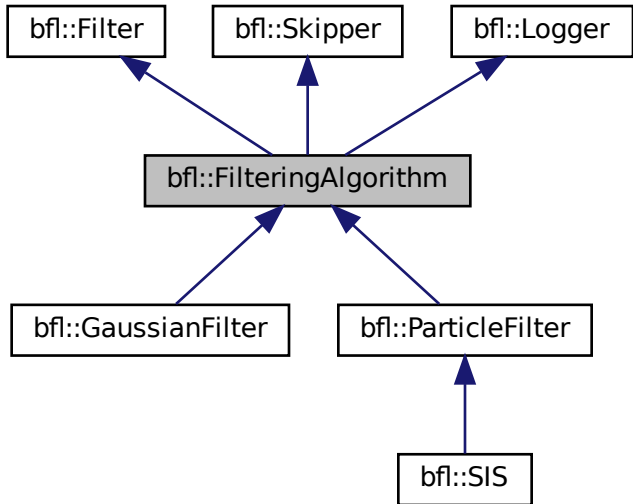 bfl::Filter
bfl::Skipper
bfl::Logger
bfl::FilteringAlgorithm
bfl::GaussianFilter
bfl::ParticleFilter
bfl::SIS